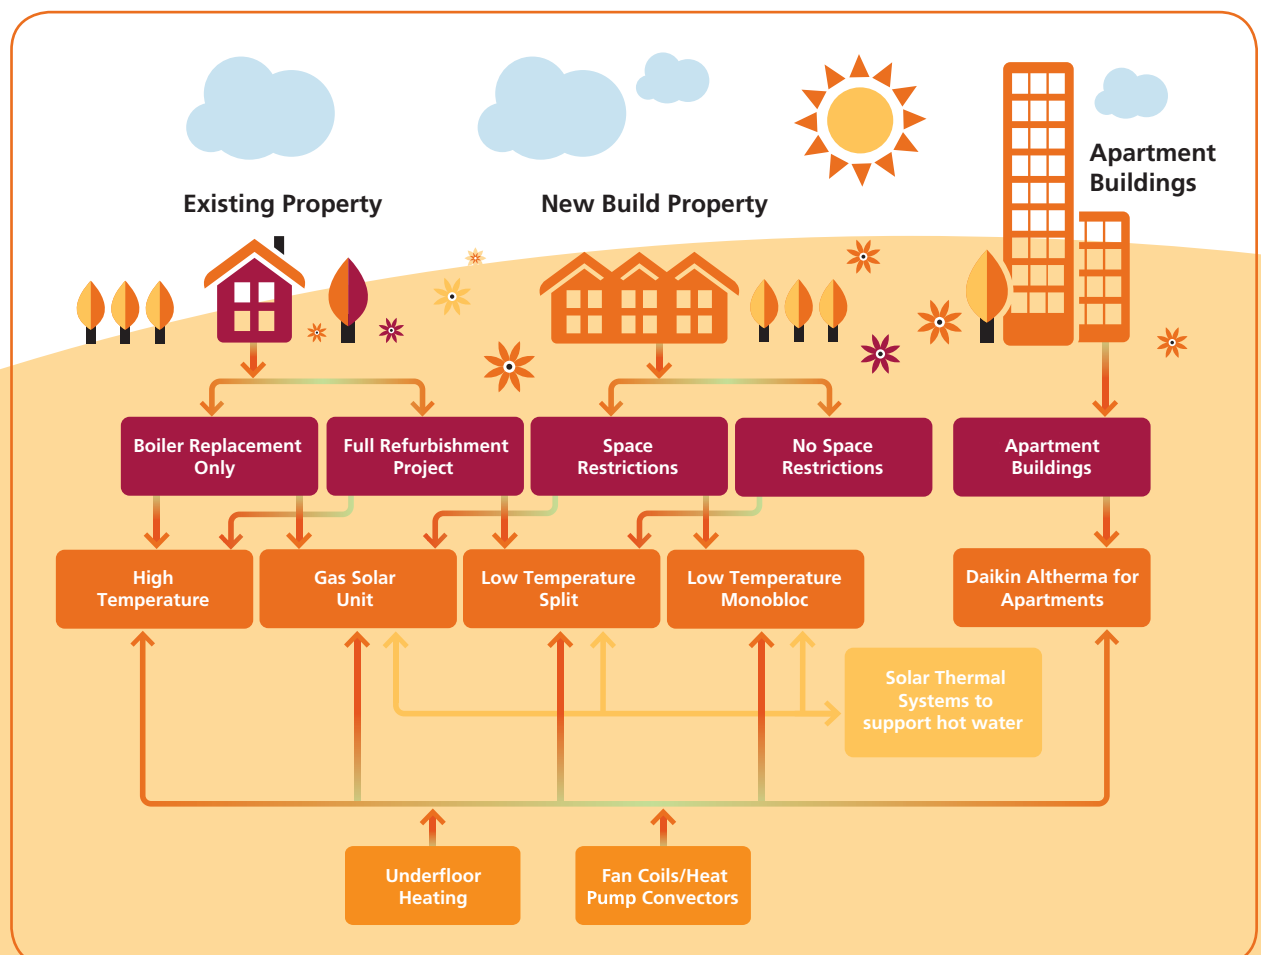 Apartment
Buildings
Existing Property
New Build Property
Boiler Replacement
Only
Full Refurbishment
Project
Space
Restrictions
No Space
Restrictions
Apartment
Buildings
High
Temperature
Gas Solar
Unit
Low Temperature
Split
Low Temperature
Monobloc
Daikin Altherma for
Apartments
Solar Thermal
Systems to
support hot water
Underfloor
Heating
Fan Coils/Heat
Pump Convectors